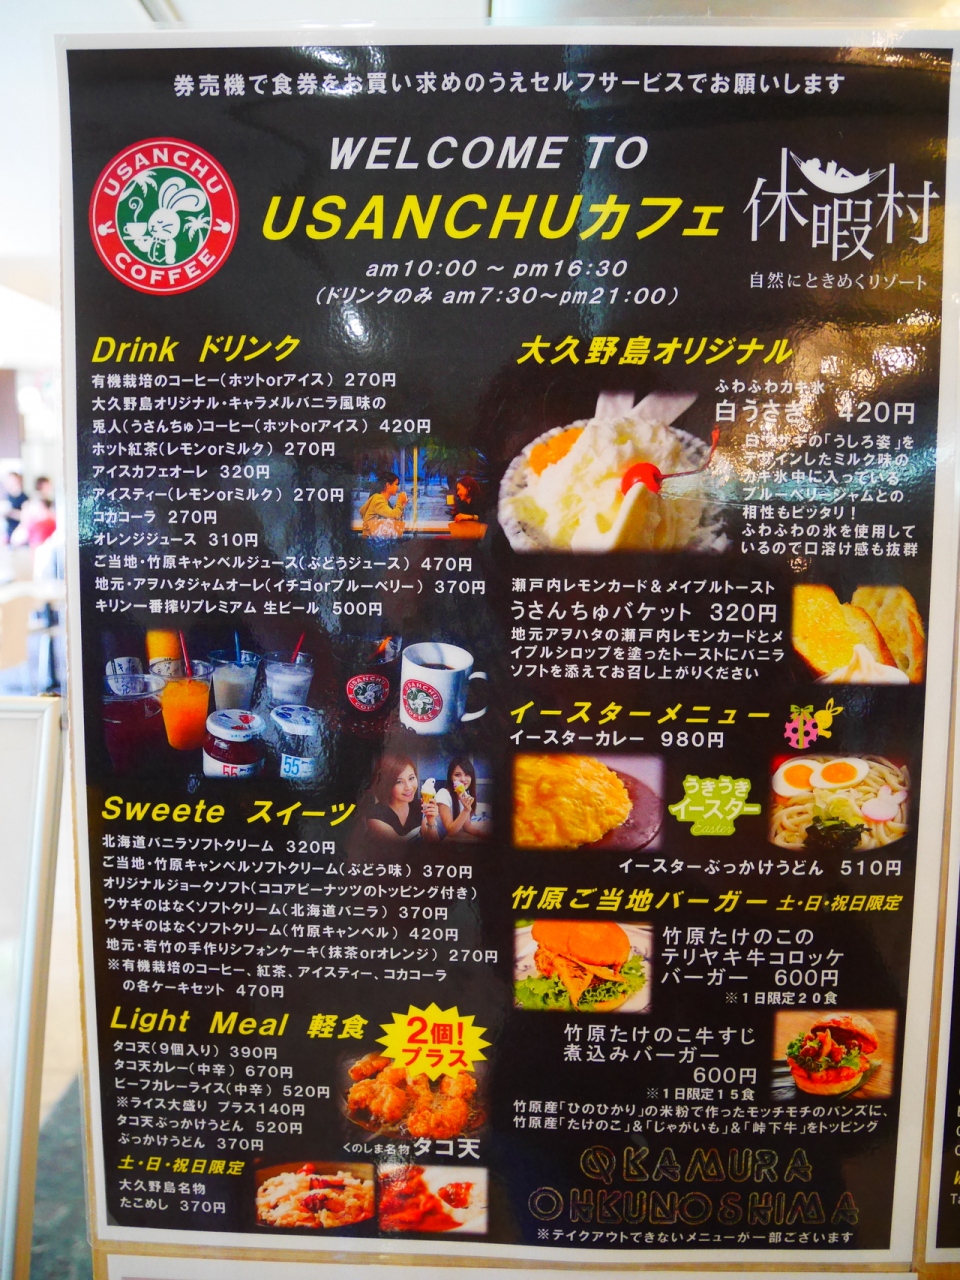 券売機で食券をお買い求めのうえセルフサービスでお願いします
USANCHU
COFFEE
WELCOME TO
USANCHUカフェ
am10:00 ～ pm16:30
(ドリンクのみ am7:30～pm21:00)
休暇村
自然にときめくリゾート
Drink ドリンク
有機栽培のコーヒー(ホットorアイス) 270円
大久野島オリジナル・キャラメルバニラ風味の
兎人(うさんちゅ)コーヒー(ホットorアイス) 420円
ホット紅茶(レモンorミルク) 270円
アイスカフェオーレ 320円
アイスティー(レモンorミルク) 270円
コカコーラ 270円
オレンジジュース 310円
ご当地・竹原キャンベルジュース(ぶどうジュース) 470円
地元・アヲハタジャムオーレ(イチゴorブルーベリー) 370円
キリン一番搾りプレミアム 生ビール 500円
USANCHU
USANCHU
COFFEE
55
55
Sweete スイーツ
北海道バニラソフトクリーム 320円
ご当地・竹原キャンベルソフトクリーム(ぶどう味) 370円
オリジナルジョークソフト(ココアピーナッツのトッピング付き)
ウサギのはなくソフトクリーム(北海道バニラ) 370円
ウサギのはなくソフトクリーム(竹原キャンベル) 420円
地元・若竹の手作りシフォンケーキ(抹茶orオレンジ) 270円
※有機栽培のコーヒー、紅茶、アイスティー、コカコーラ
の各ケーキセット 470円
Light Meal 軽食
2個!
プラス
タコ天(9個入り) 390円
タコ天カレー(中辛) 670円
ビーフカレーライス(中辛) 520円
※ライス大盛り プラス140円
タコ天ぶっかけうどん 520円
ぶっかけうどん 370円
くのしま名物 タコ天
土・日・祝日限定
大久野島名物
たこめし 370円
大久野島オリジナル
ふわふわカキ氷
白うさぎ 420円
白ウサギの「うしろ姿」を
デザインしたミルク味の
カキ氷中に入っている
ブルーベリージャムとの
相性もピッタリ!
ふわふわの氷を使用して
いるので口溶け感も抜群
瀬戸内レモンカード＆メイプルトースト
うさんちゅバケット 320円
地元アヲハタの瀬戸内レモンカードとメ
イプルシロップを塗ったトーストにバニラ
ソフトを添えてお召し上がりください
イースターメニュー
イースターカレー 980円
うきうき
イースター
Easter
イースターぶっかけうどん 510円
竹原ご当地バーガー 土・日・祝日限定
竹原たけのこの
テリヤキ牛コロッケ
バーガー 600円
※1日限定20食
竹原たけのこ牛すじ
煮込みバーガー
600円
※1日限定15食
竹原産「ひのひかり」の米粉で作ったモッチモチのバンズに、
竹原産「たけのこ」＆「じゃがいも」＆「峠下牛」をトッピング
QKAMURA
OHKUNOSHIMA
※テイクアウトできないメニューが一部ございます